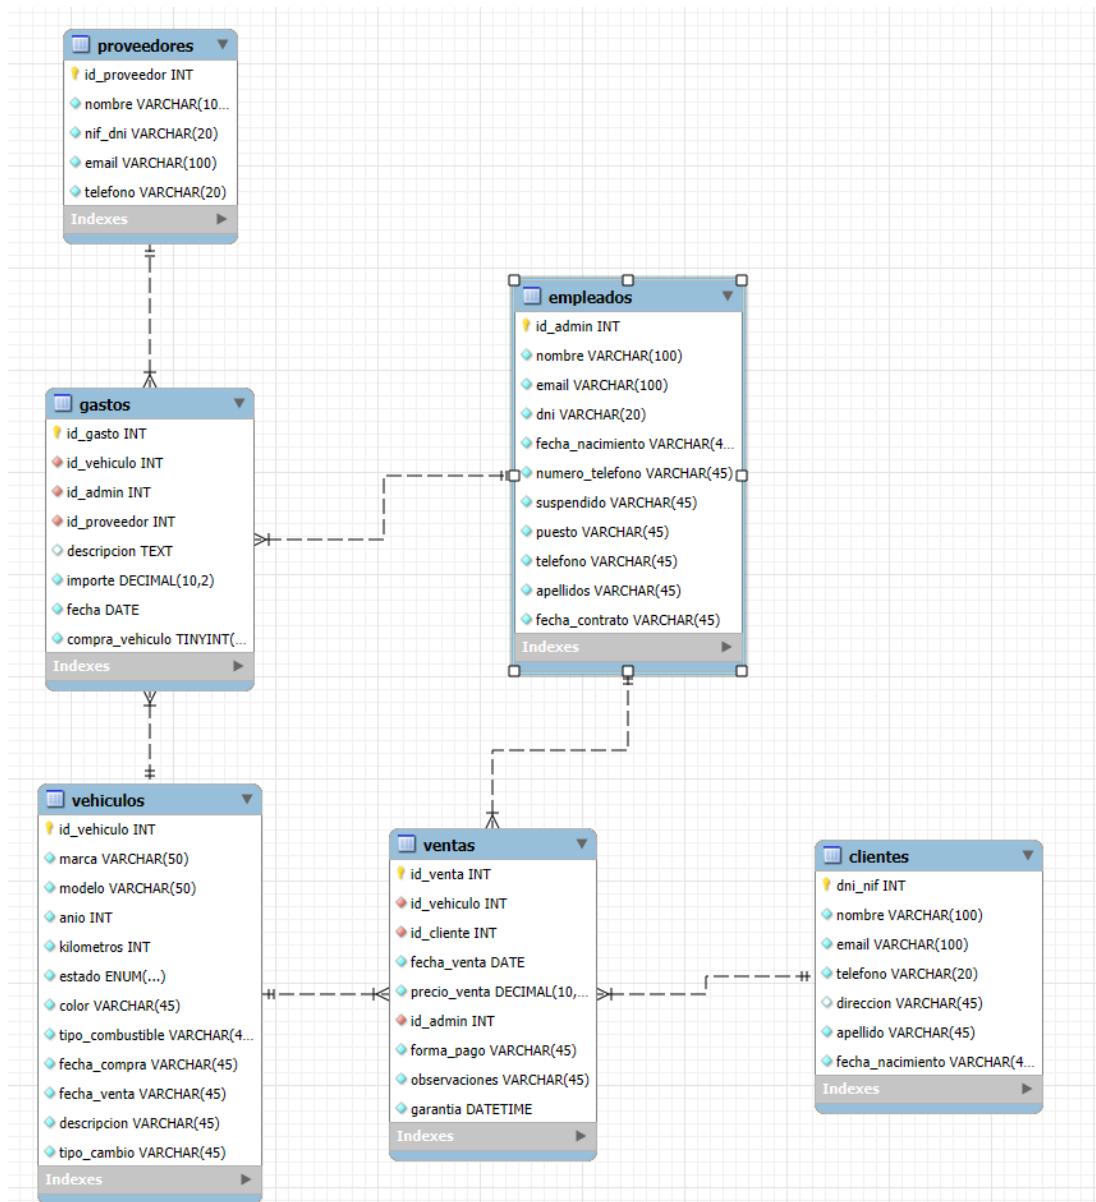 proveedores
id_proveedor INT
nombre VARCHAR(10...
nif_dni VARCHAR(20)
email VARCHAR(100)
telefono VARCHAR(20)
Indexes
empleados
id_admin INT
nombre VARCHAR(100)
email VARCHAR(100)
dni VARCHAR(20)
fecha_nacimiento VARCHAR(4...
numero_telefono VARCHAR(45)
suspendido VARCHAR(45)
puesto VARCHAR(45)
telefono VARCHAR(45)
apellidos VARCHAR(45)
fecha_contrato VARCHAR(45)
Indexes
gastos
id_gasto INT
id_vehiculo INT
id_admin INT
id_proveedor INT
descripcion TEXT
importe DECIMAL(10,2)
fecha DATE
compra_vehiculo TINYINT(...
Indexes
vehiculos
id_vehiculo INT
marca VARCHAR(50)
modelo VARCHAR(50)
anio INT
kilometros INT
estado ENUM(...)
color VARCHAR(45)
tipo_combustible VARCHAR(4...
fecha_compra VARCHAR(45)
fecha_venta VARCHAR(45)
descripcion VARCHAR(45)
tipo_cambio VARCHAR(45)
Indexes
ventas
id_venta INT
id_vehiculo INT
id_cliente INT
fecha_venta DATE
precio_venta DECIMAL(10,...
id_admin INT
forma_pago VARCHAR(45)
observaciones VARCHAR(45)
garantia DATETIME
Indexes
clientes
dni_nif INT
nombre VARCHAR(100)
email VARCHAR(100)
telefono VARCHAR(20)
direccion VARCHAR(45)
apellido VARCHAR(45)
fecha_nacimiento VARCHAR(4...
Indexes